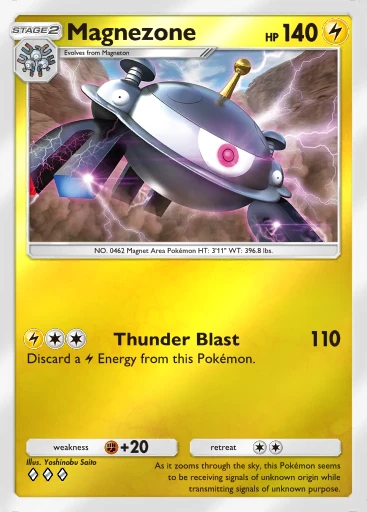 STAGE 2
Magnezone
HP 140
Evolves from Magneton
NO. 0462 Magnet Area Pokémon HT: 3'11" WT: 396.8 lbs.
Thunder Blast 110
Discard a Energy from this Pokémon.
weakness +20 retreat
Illus. Yoshinobu Saito
As it zooms through the sky, this Pokémon seems
to be receiving signals of unknown origin while
transmitting signals of unknown purpose.